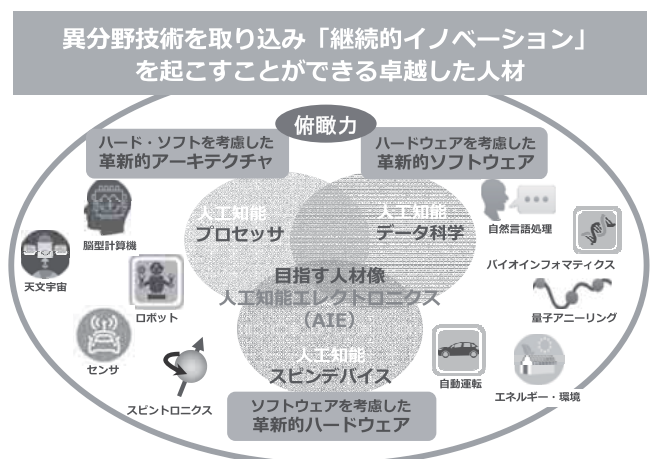 異分野技術を取り込み「継続的イノベーション」
を起こすことができる卓越した人材
俯瞰力
ハード・ソフトを考慮した
革新的アーキテクチャ
ハードウェアを考慮した
革新的ソフトウェア
人工知能
プロセッサ
人工知能
データ科学
脳型計算機
天文宇宙
ロボット
センサ
スピントロニクス
自然言語処理
バイオインフォマティクス
量子アニーリング
自動運転
エネルギー・環境
目指す人材像
人工知能エレクトロニクス
（AIE）
人工知能
スピンデバイス
ソフトウェアを考慮した
革新的ハードウェア